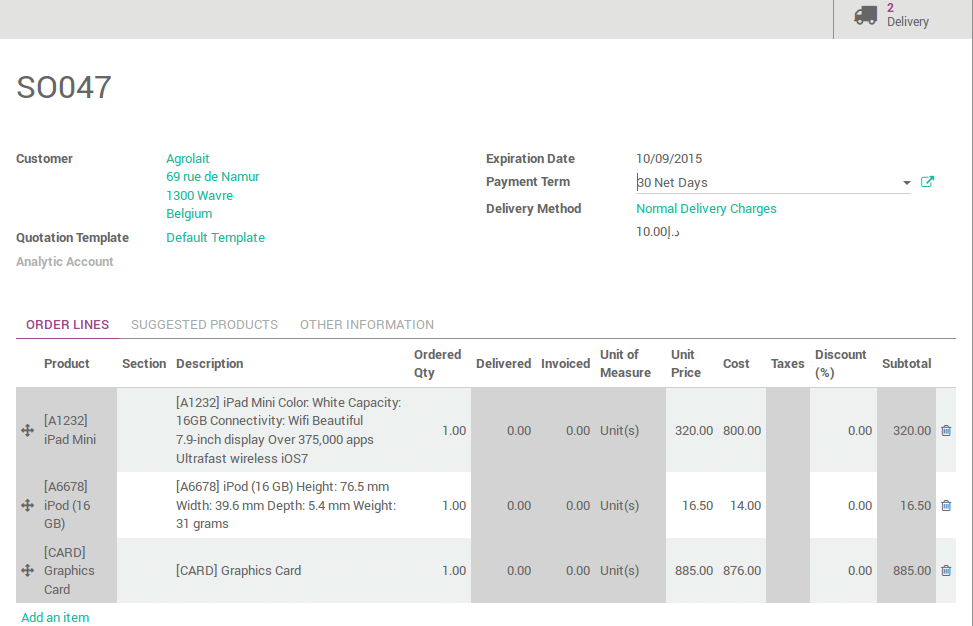 2
Delivery
SO047
Customer
Agrolait
69 rue de Namur
1300 Wavre
Belgium
Quotation Template
Default Template
Analytic Account
Expiration Date
10/09/2015
Payment Term
30 Net Days
Delivery Method
Normal Delivery Charges
10.00د.إ
ORDER LINES SUGGESTED PRODUCTS OTHER INFORMATION
Product Section Description Ordered Qty Delivered Invoiced Unit of Measure Unit Price Cost Taxes Discount (%) Subtotal
[A1232]
iPad Mini
[A1232] iPad Mini Color: White Capacity:
16GB Connectivity: Wifi Beautiful
7.9-inch display Over 375,000 apps
Ultrafast wireless iOS7
1.00 0.00 0.00 Unit(s) 320.00 800.00 0.00 320.00
[A6678]
iPod (16
GB)
[A6678] iPod (16 GB) Height: 76.5 mm
Width: 39.6 mm Depth: 5.4 mm Weight:
31 grams
1.00 0.00 0.00 Unit(s) 16.50 14.00 0.00 16.50
[CARD]
Graphics
Card
[CARD] Graphics Card
1.00 0.00 0.00 Unit(s) 885.00 876.00 0.00 885.00
Add an item